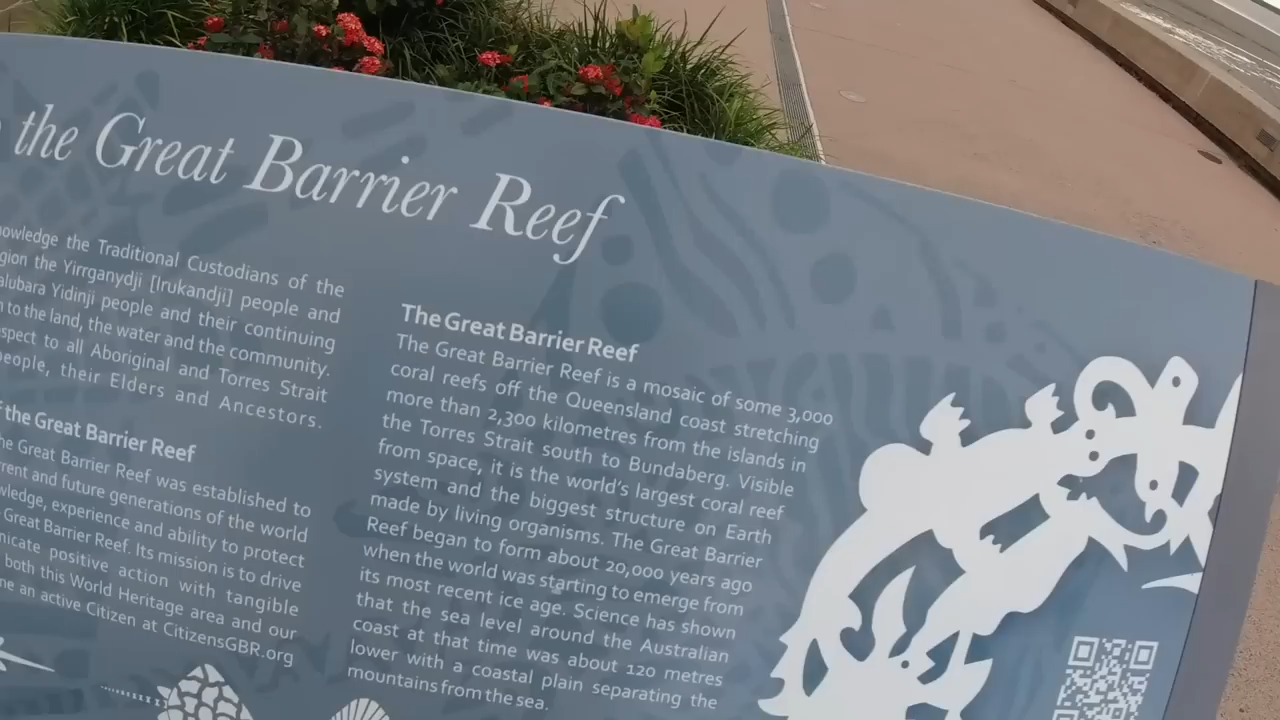 the Great Barrier Reef
the Traditional Custodians of the
the Yirrganydji [Irukandji] people and
Yidinji people and their continuing
to the land, the water and the community.
to all Aboriginal and Torres Strait
people, their Elders and Ancestors.
the Great Barrier Reef
Great Barrier Reef was established to
and future generations of the world
experience and ability to protect
Great Barrier Reef. Its mission is to drive
positive action with tangible
both this World Heritage area and our
an active Citizen at CitizensGBR.org
The Great Barrier Reef
The Great Barrier Reef is a mosaic of some 3,000
coral reefs off the Queensland coast stretching
more than 2,300 kilometres from the islands in
the Torres Strait south to Bundaberg. Visible
from space, it is the world's largest coral reef
system and the biggest structure on Earth
made by living organisms. The Great Barrier
Reef began to form about 20,000 years ago
when the world was starting to emerge from
its most recent ice age. Science has shown
that the sea level around the Australian
coast at that time was about 120 metres
lower with a coastal plain separating the
mountains from the sea.